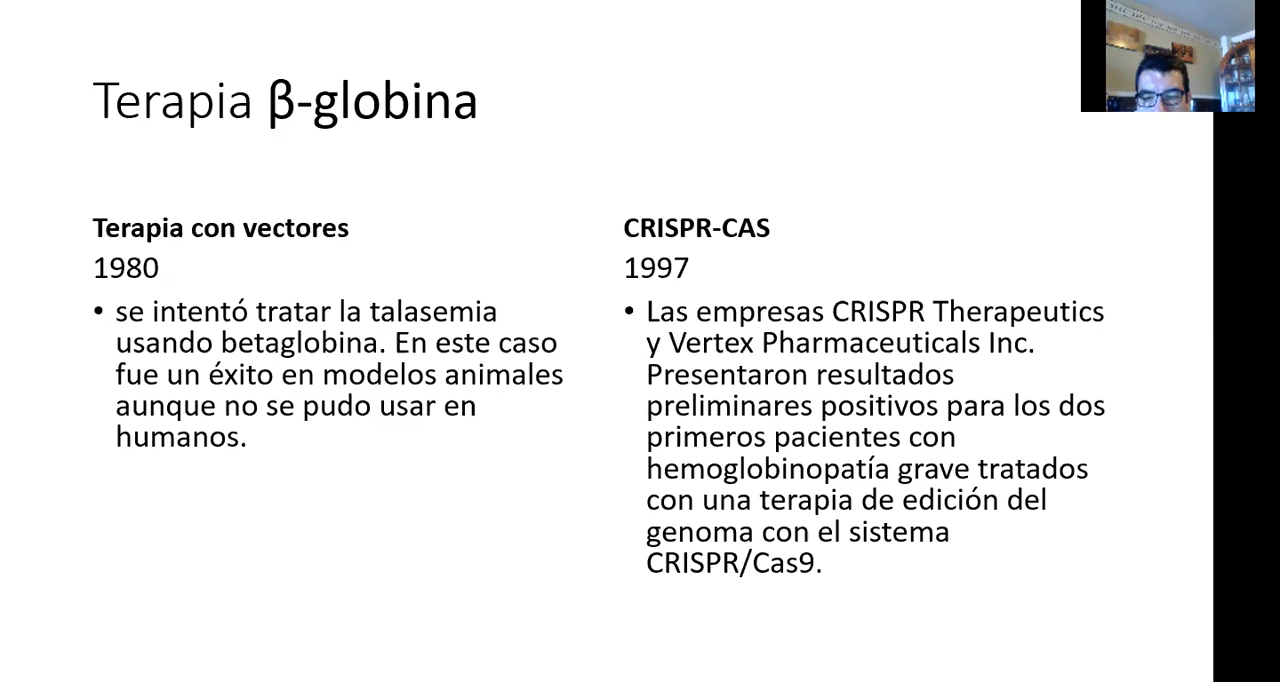 Terapia β-globina
Terapia con vectores
1980
• se intentó tratar la talasemia
usando betaglobina. En este caso
fue un éxito en modelos animales
aunque no se pudo usar en
humanos.
CRISPR-CAS
1997
• Las empresas CRISPR Therapeutics
y Vertex Pharmaceuticals Inc.
Presentaron resultados
preliminares positivos para los dos
primeros pacientes con
hemoglobinopatía grave tratados
con una terapia de edición del
genoma con el sistema
CRISPR/Cas9.